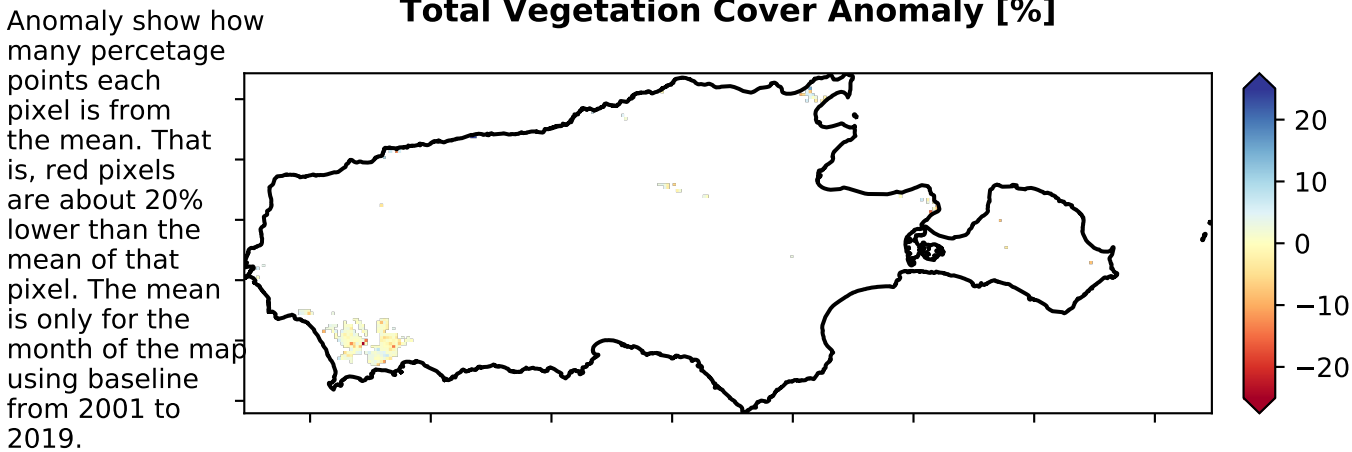 Total Vegetation Cover Anomaly [%]
Anomaly show how
many percetage
points each
pixel is from
the mean. That
is, red pixels
are about 20%
lower than the
mean of that
pixel. The mean
is only for the
month of the map
using baseline
from 2001 to
2019.
20
10
0
−10
−20